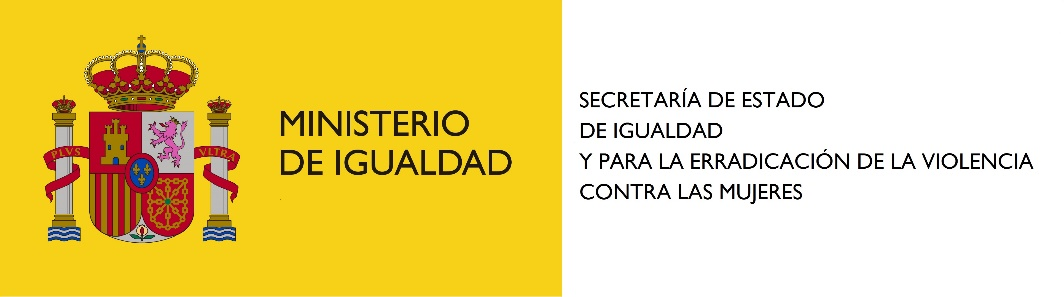 PLVS VLTRA
MINISTERIO
DE IGUALDAD
SECRETARÍA DE ESTADO
DE IGUALDAD
Y PARA LA ERRADICACIÓN DE LA VIOLENCIA
CONTRA LAS MUJERES